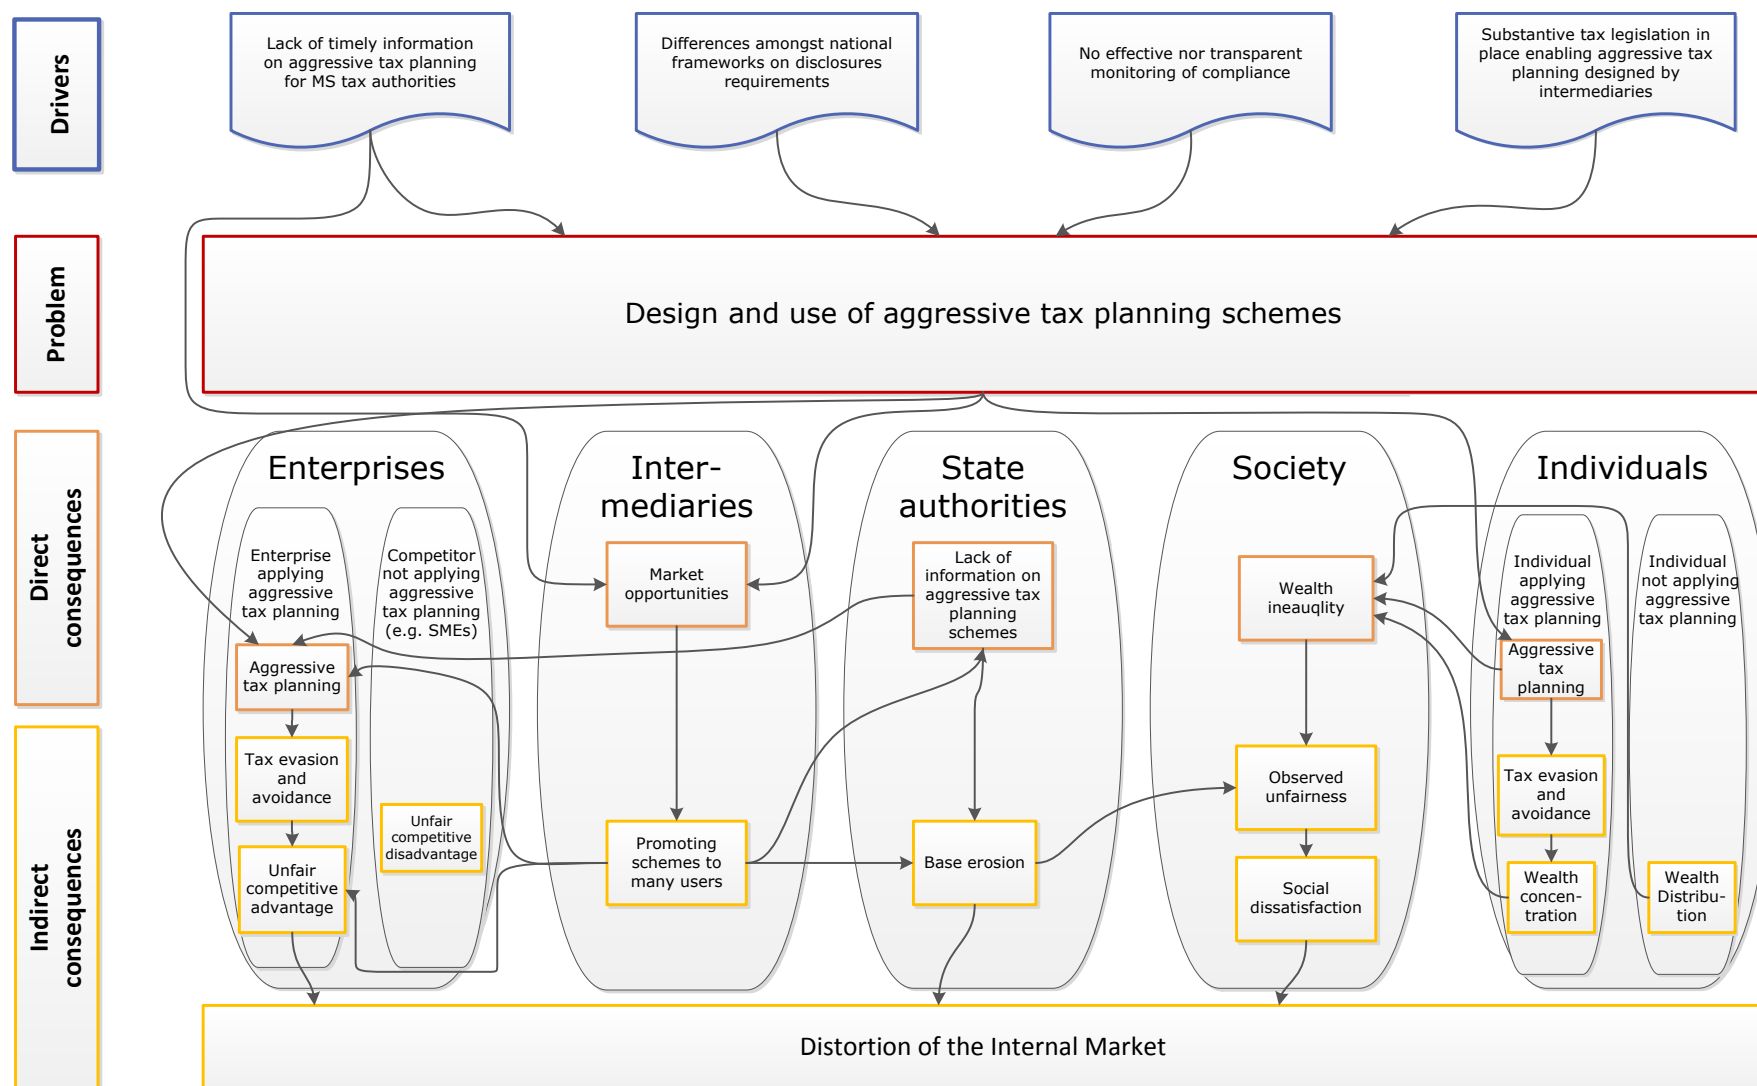 Drivers
Lack of timely information
on aggressive tax planning
for MS tax authorities
Differences amongst national
frameworks on disclosures
requirements
No effective nor transparent
monitoring of compliance
Substantive tax legislation in
place enabling aggressive tax
planning designed by
intermediaries
Problem
Design and use of aggressive tax planning schemes
Direct
consequences
Enterprises
Enterprise
applying
aggressive
tax planning
Competitor
not applying
aggressive
tax planning
(e.g. SMEs)
Aggressive
tax planning
Inter-
mediaries
Market
opportunities
State
authorities
Lack of
information on
aggressive tax
planning
schemes
Society
Wealth
ineauqlity
Individuals
Individual
applying
aggressive
tax planning
Individual
not applying
aggressive
tax planning
Aggressive
tax
planning
Indirect
consequences
Tax evasion
and
avoidance
Unfair
competitive
advantage
Unfair
competitive
disadvantage
Promoting
schemes to
many users
Base erosion
Observed
unfairness
Social
dissatisfaction
Tax evasion
and
avoidance
Wealth
concen-
tration
Wealth
Distribu-
tion
Distortion of the Internal Market